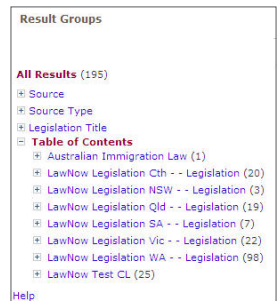 Result Groups
All Results (195)
Source
Source Type
Legislation Title
Table of Contents
Australian Immigration Law (1)
LawNow Legislation Cth - - Legislation (20)
LawNow Legislation NSW - - Legislation (3)
LawNow Legislation Qld - - Legislation (19)
LawNow Legislation SA - - Legislation (7)
LawNow Legislation Vic - - Legislation (22)
LawNow Legislation WA - - Legislation (98)
LawNow Test CL (25)
Help